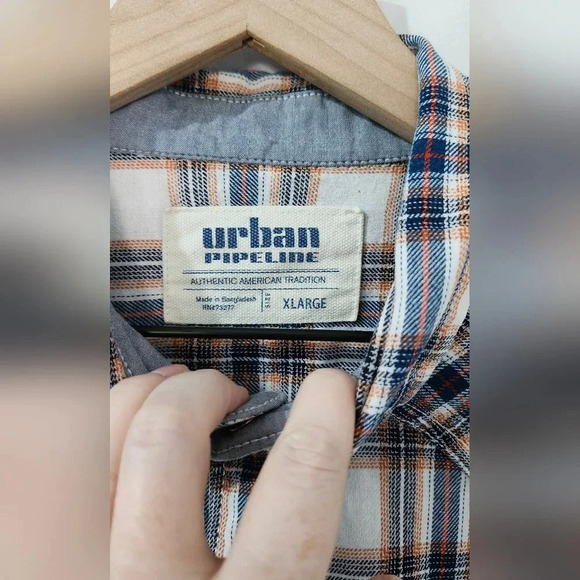 urban
PIPELINE
AUTHENTIC AMERICAN TRADITION
Made in Bangladesh
RN#73277
SIZE
XLARGE